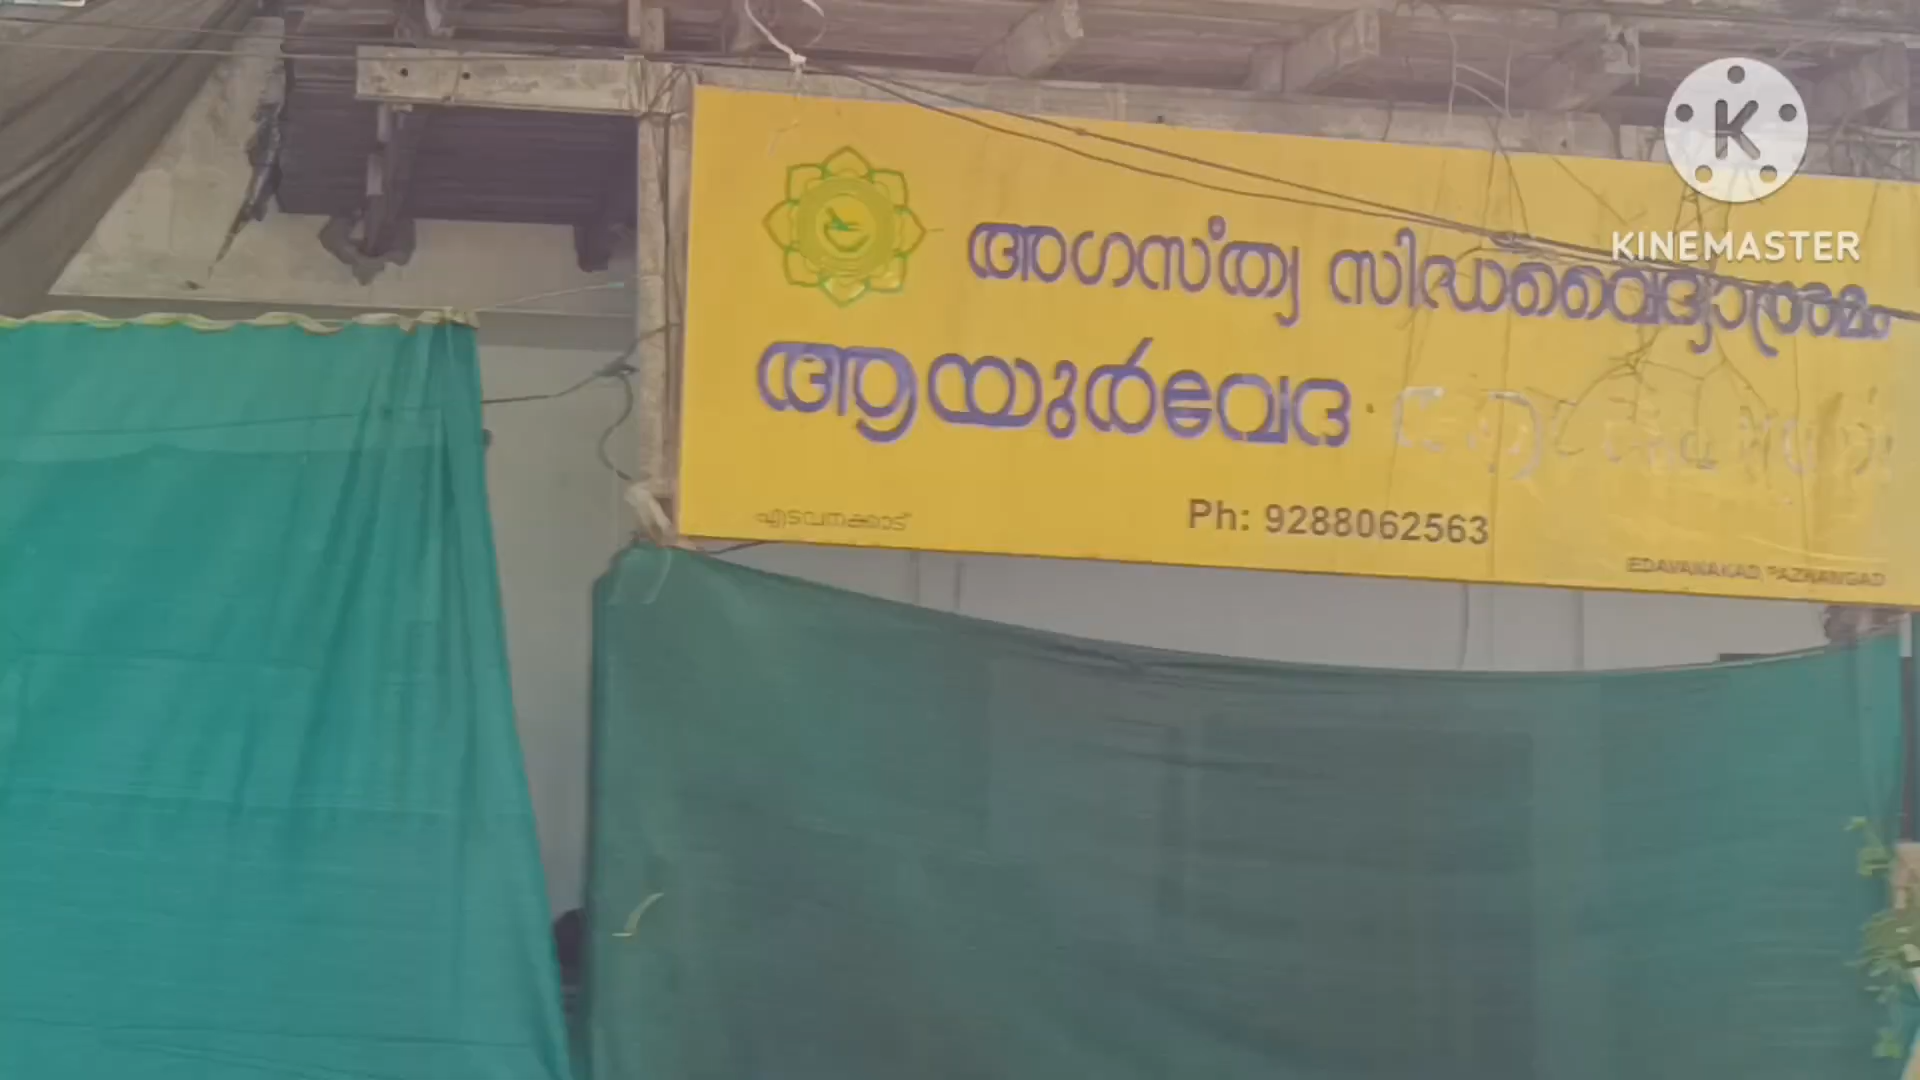 അഗസ്ത്യ സിദ്ധവൈദ്യാശ്രമം
ആയുർവേദ
എടവനക്കാട്
Ph: 9288062563
EDAVANAKAD, PAZHANGAD
KINEMASTER